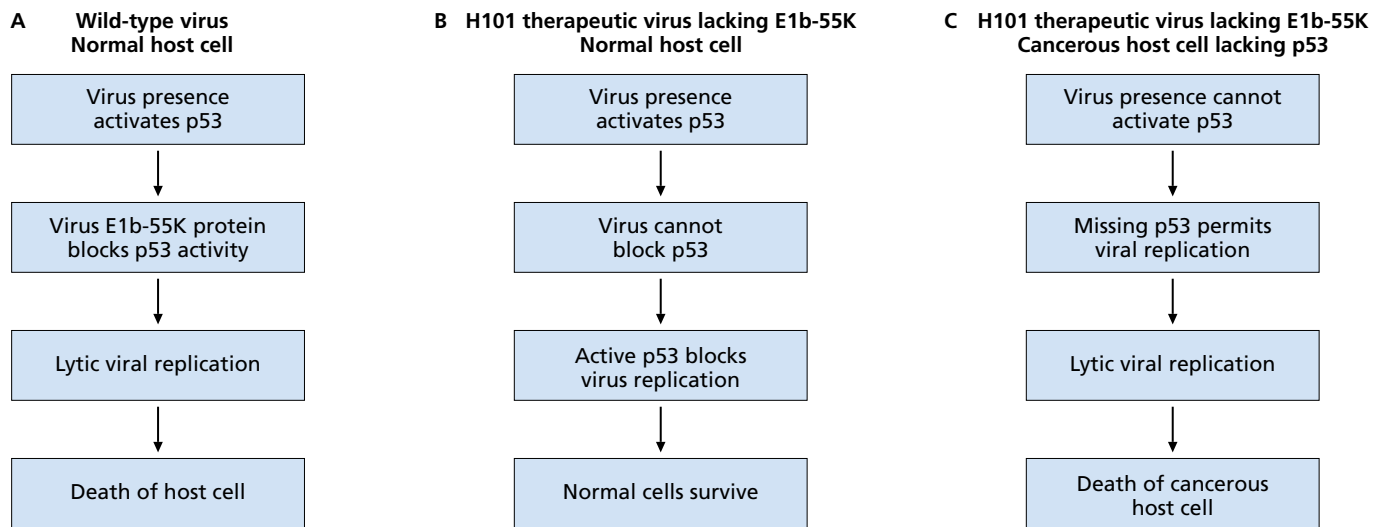 A Wild-type virus
Normal host cell
Virus presence
activates p53
Virus E1b-55K protein
blocks p53 activity
Lytic viral replication
Death of host cell
B H101 therapeutic virus lacking E1b-55K
Normal host cell
Virus presence
activates p53
Virus cannot
block p53
Active p53 blocks
virus replication
Normal cells survive
C H101 therapeutic virus lacking E1b-55K
Cancerous host cell lacking p53
Virus presence cannot
activate p53
Missing p53 permits
viral replication
Lytic viral replication
Death of cancerous
host cell